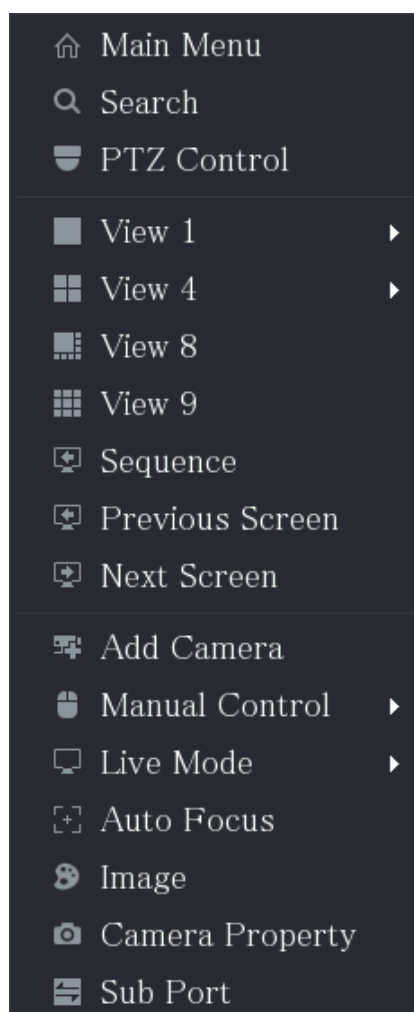 Main Menu
Search
PTZ Control
View 1
View 4
View 8
View 9
Sequence
Previous Screen
Next Screen
Add Camera
Manual Control
Live Mode
Auto Focus
Image
Camera Property
Sub Port